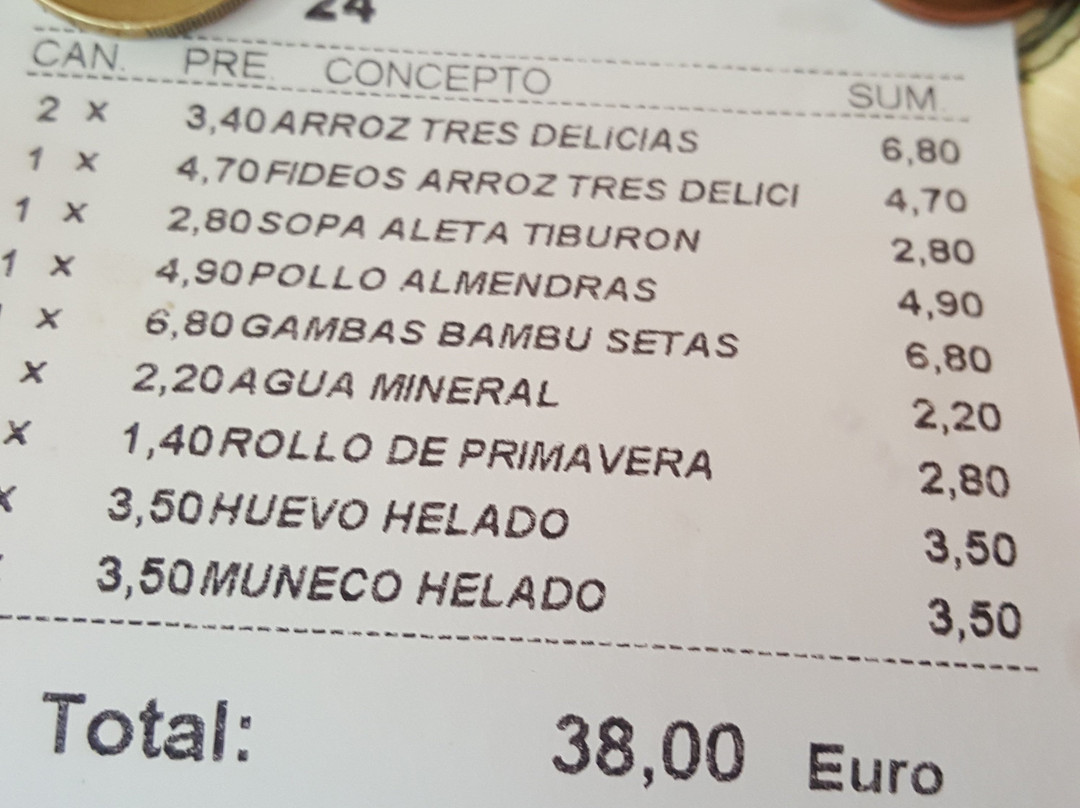 24
CAN. PRE. CONCEPTO SUM.
2 x 3,40 ARROZ TRES DELICIAS 6,80
1 x 4,70 FIDEOS ARROZ TRES DELICI 4,70
1 x 2,80 SOPA ALETA TIBURON 2,80
1 x 4,90 POLLO ALMENDRAS 4,90
x 6,80 GAMBAS BAMBU SETAS 6,80
x 2,20 AGUA MINERAL 2,20
x 1,40 ROLLO DE PRIMAVERA 2,80
x 3,50 HUEVO HELADO 3,50
3,50 MUNECO HELADO 3,50
Total: 38,00 Euro